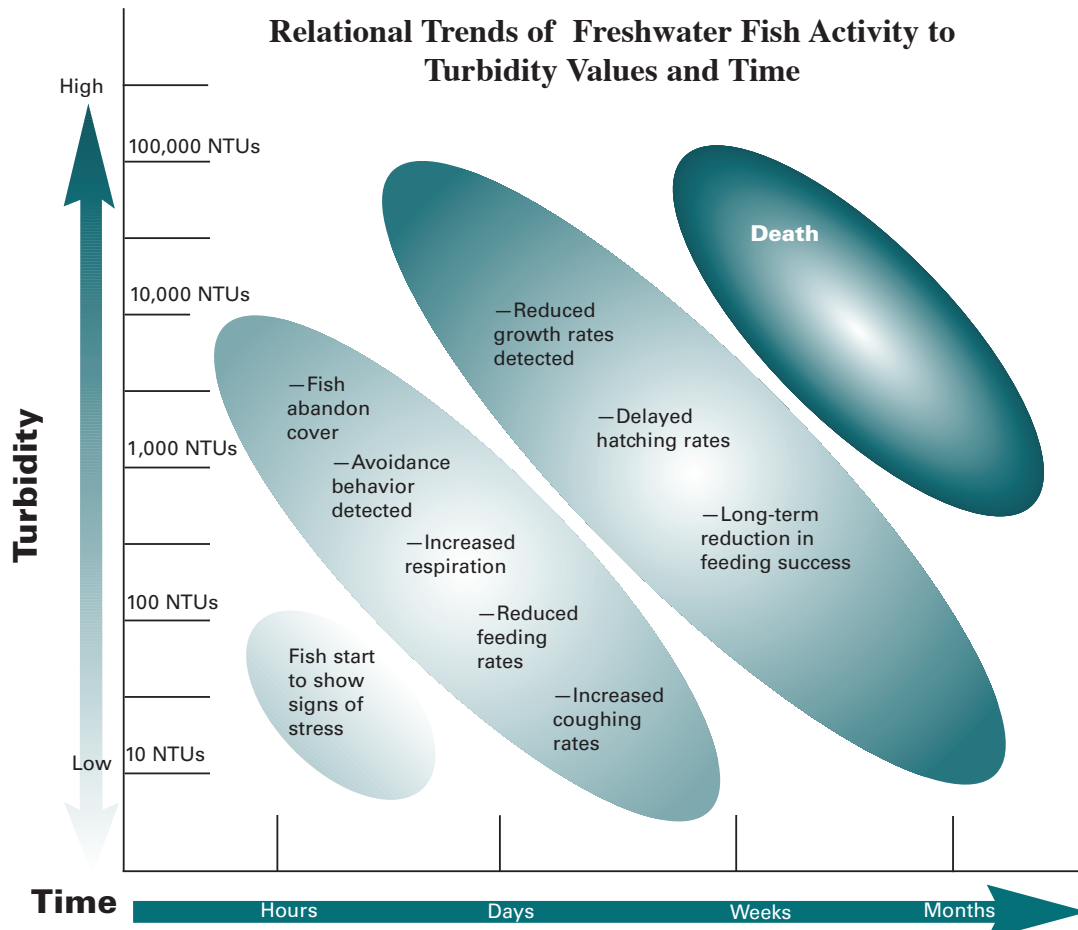 Relational Trends of Freshwater Fish Activity to
Turbidity Values and Time
High
100,000 NTUs
10,000 NTUs
1,000 NTUs
100 NTUs
10 NTUs
Low
Turbidity
Death
—Reduced
growth rates
detected
—Delayed
hatching rates
—Long-term
reduction in
feeding success
—Fish
abandon
cover
—Avoidance
behavior
detected
—Increased
respiration
—Reduced
feeding
rates
—Increased
coughing
rates
Fish start
to show
signs of
stress
Time
Hours
Days
Weeks
Months